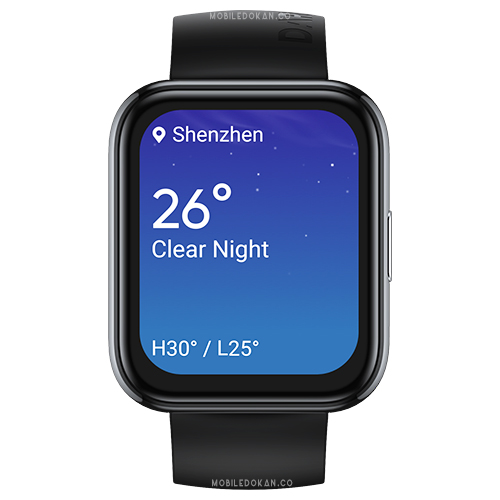 MOBILEDOKAN.CO
Shenzhen
26°
Clear Night
H30° / L25°
MOBILEDOKAN.CO